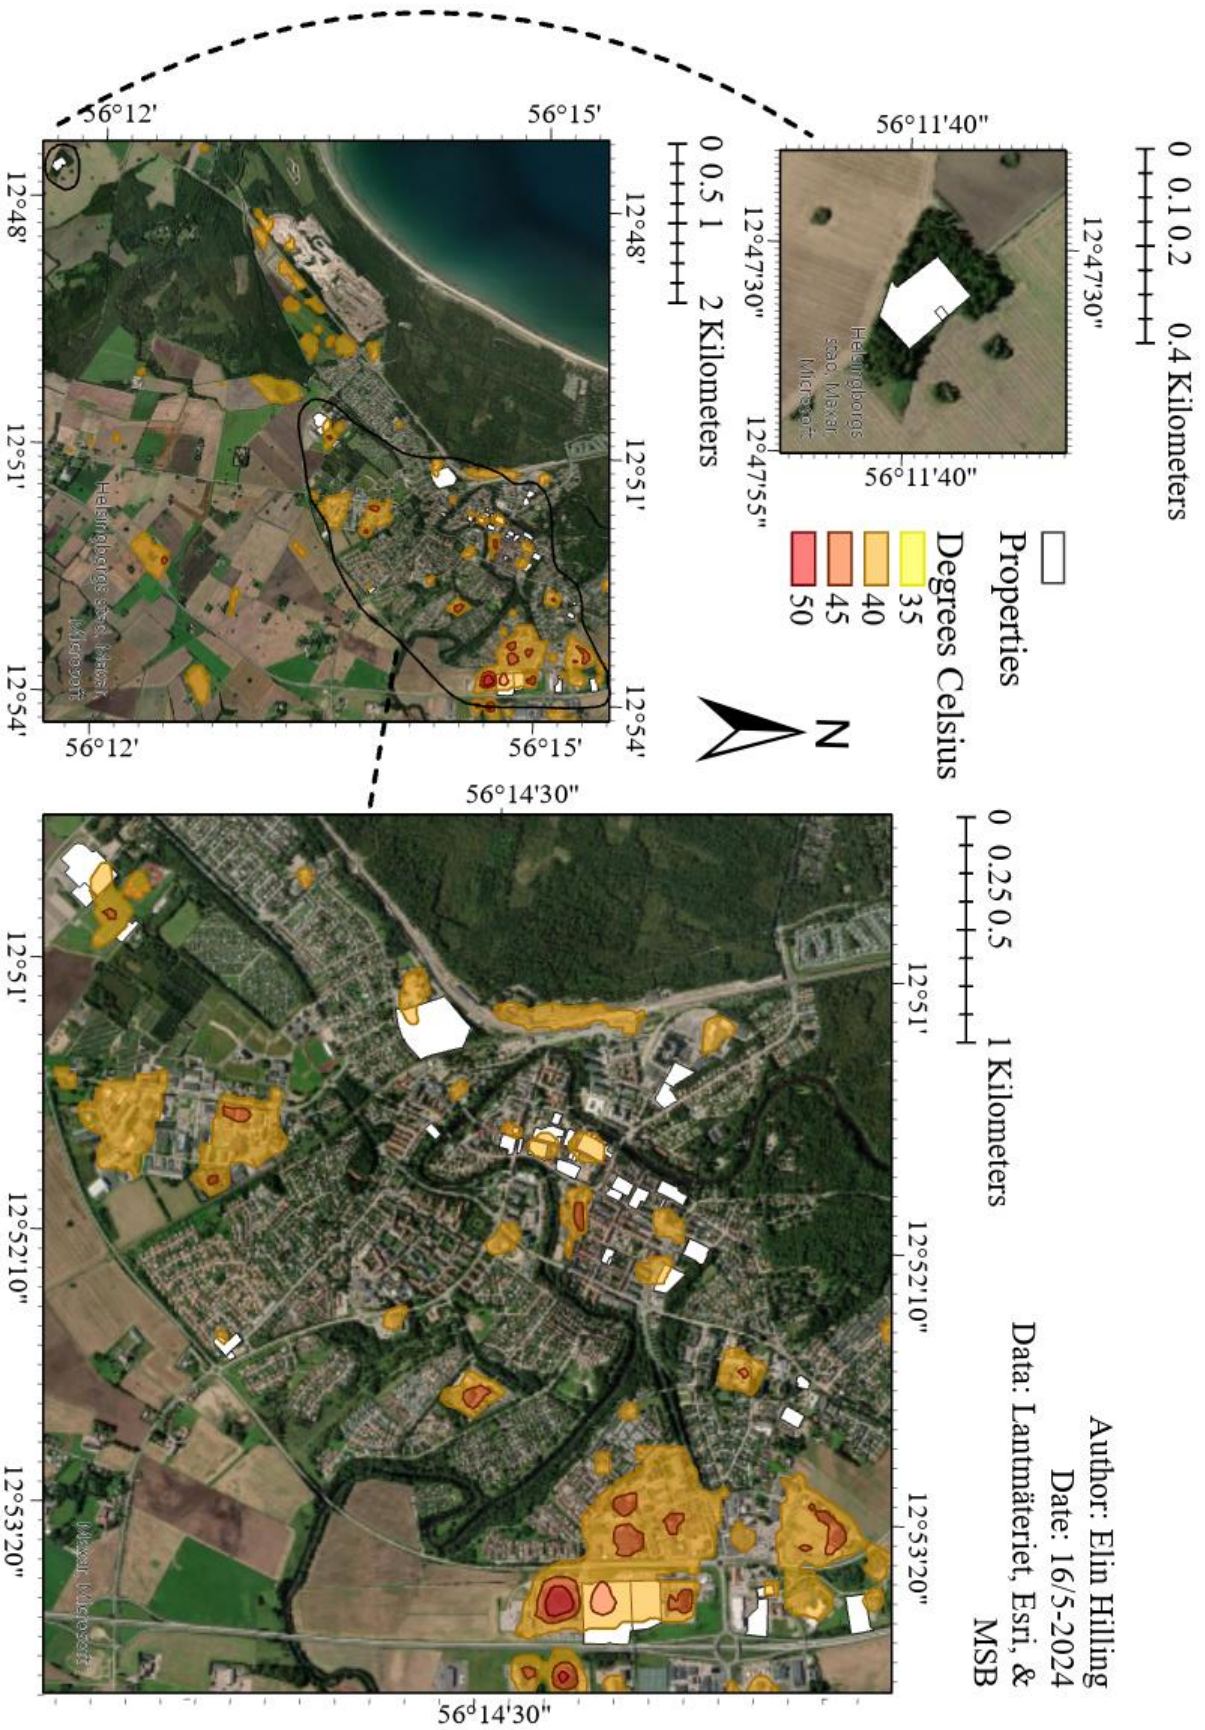 0 0.1 0.2 0.4 Kilometers
56°11'40"
12°47'30"
12°47'30"
12°47'55"
56°11'40"
Helsingborgs
stad, Maxar,
Microsoft
Properties
Degrees Celsius
35
40
45
50
N
0 0.5 1 2 Kilometers
56°12'
56°15'
12°48'
12°48'
12°51'
12°51'
12°54'
12°54'
56°12'
56°15'
Helsingborgs stad, Maxar,
Microsoft
0 0.25 0.5 1 Kilometers
56°14'30"
12°51'
12°51'
12°52'10"
12°52'10"
12°53'20"
12°53'20"
56°14'30"
Maxar, Microsoft
Author: Elin Hilling
Date: 16/5-2024
Data: Lantmäteriet, Esri, &
MSB